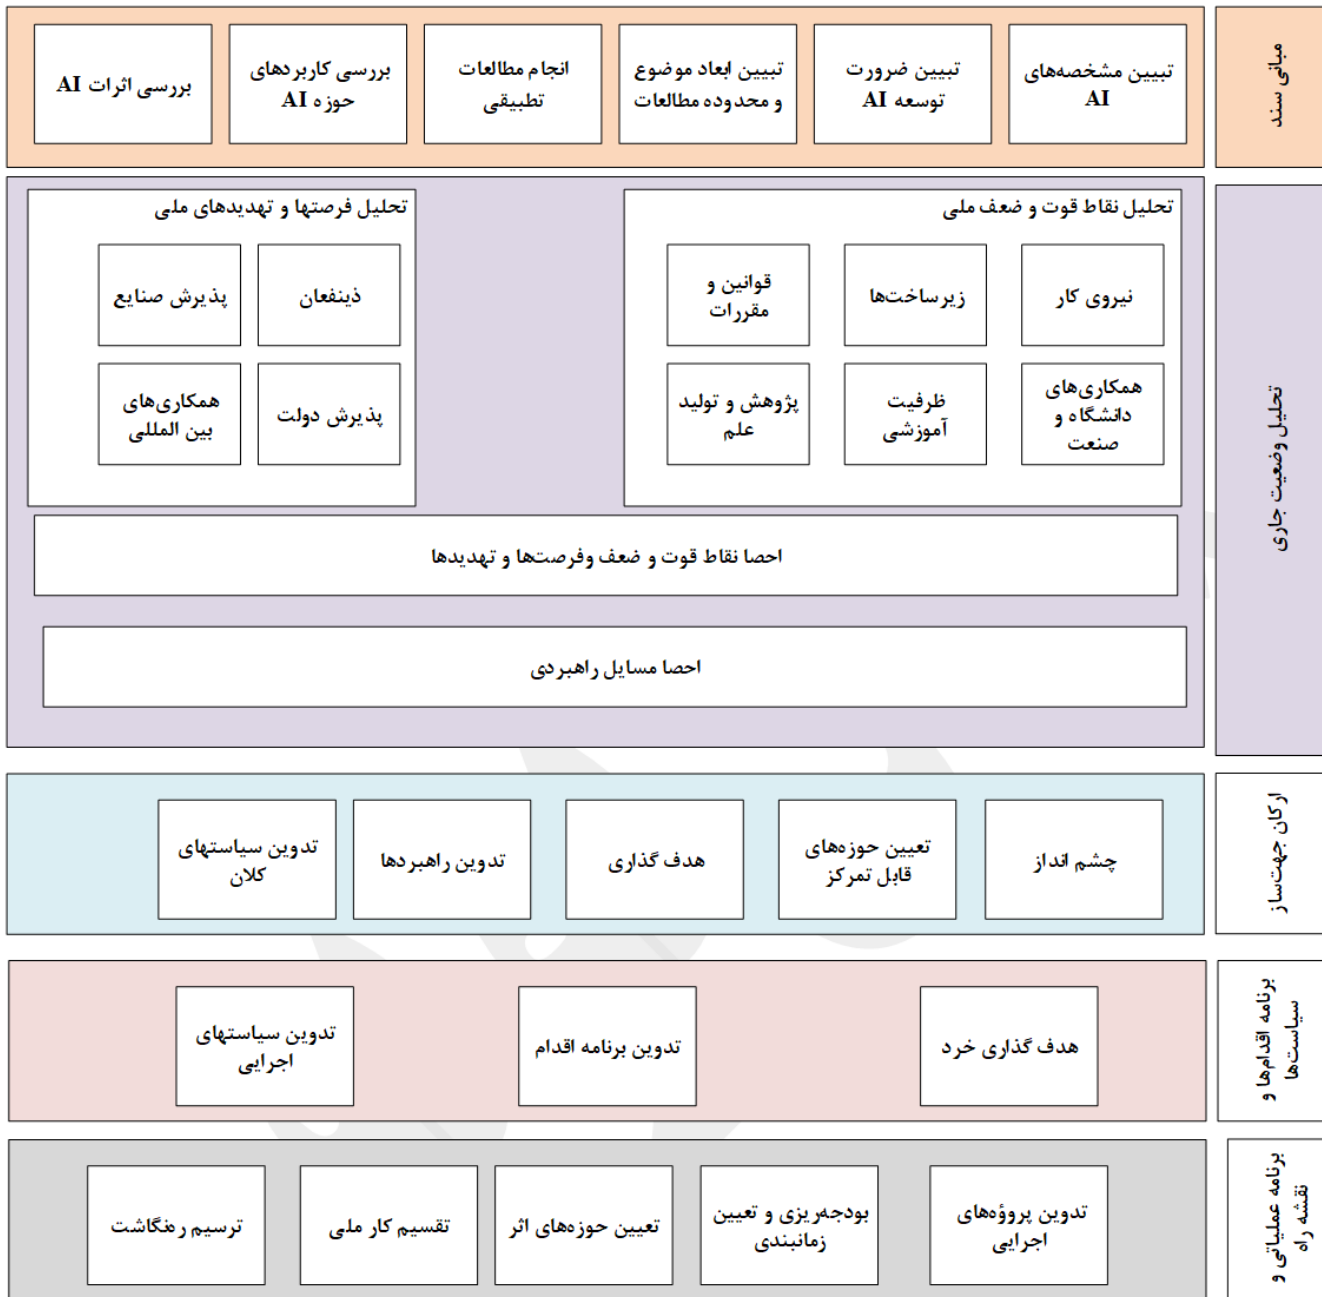 مبانی سند
تبیین مشخصه‌های
AI
تبیین ضرورت
توسعه AI
تبیین ابعاد موضوع
و محدوده مطالعات
انجام مطالعات
تطبیقی
بررسی کاربردهای
حوزه AI
بررسی اثرات AI
تحلیل وضعیت جاری
تحلیل نقاط قوت و ضعف ملی
نیروی کار
زیرساخت‌ها
قوانین و
مقررات
همکاری‌های
دانشگاه و
صنعت
ظرفیت
آموزشی
پژوهش و تولید
علم
تحلیل فرصتها و تهدیدهای ملی
ذینفعان
پذیرش صنایع
پذیرش دولت
همکاری‌های
بین المللی
احصا نقاط قوت و ضعف وفرصت‌ها و تهدیدها
احصا مسایل راهبردی
ارکان جهت‌ساز
چشم انداز
تعیین حوزه‌های
قابل تمرکز
هدف گذاری
تدوین راهبردها
تدوین سیاستهای
کلان
برنامه اقدام‌ها و
سیاست‌ها
هدف گذاری خرد
تدوین برنامه اقدام
تدوین سیاستهای
اجرایی
برنامه عملیاتی و
نقشه راه
تدوین پروؤه‌های
اجرایی
بودجه‌ریزی و تعیین
زمانبندی
تعیین حوزه‌های اثر
تقسیم کار ملی
ترسیم رهنگاشت